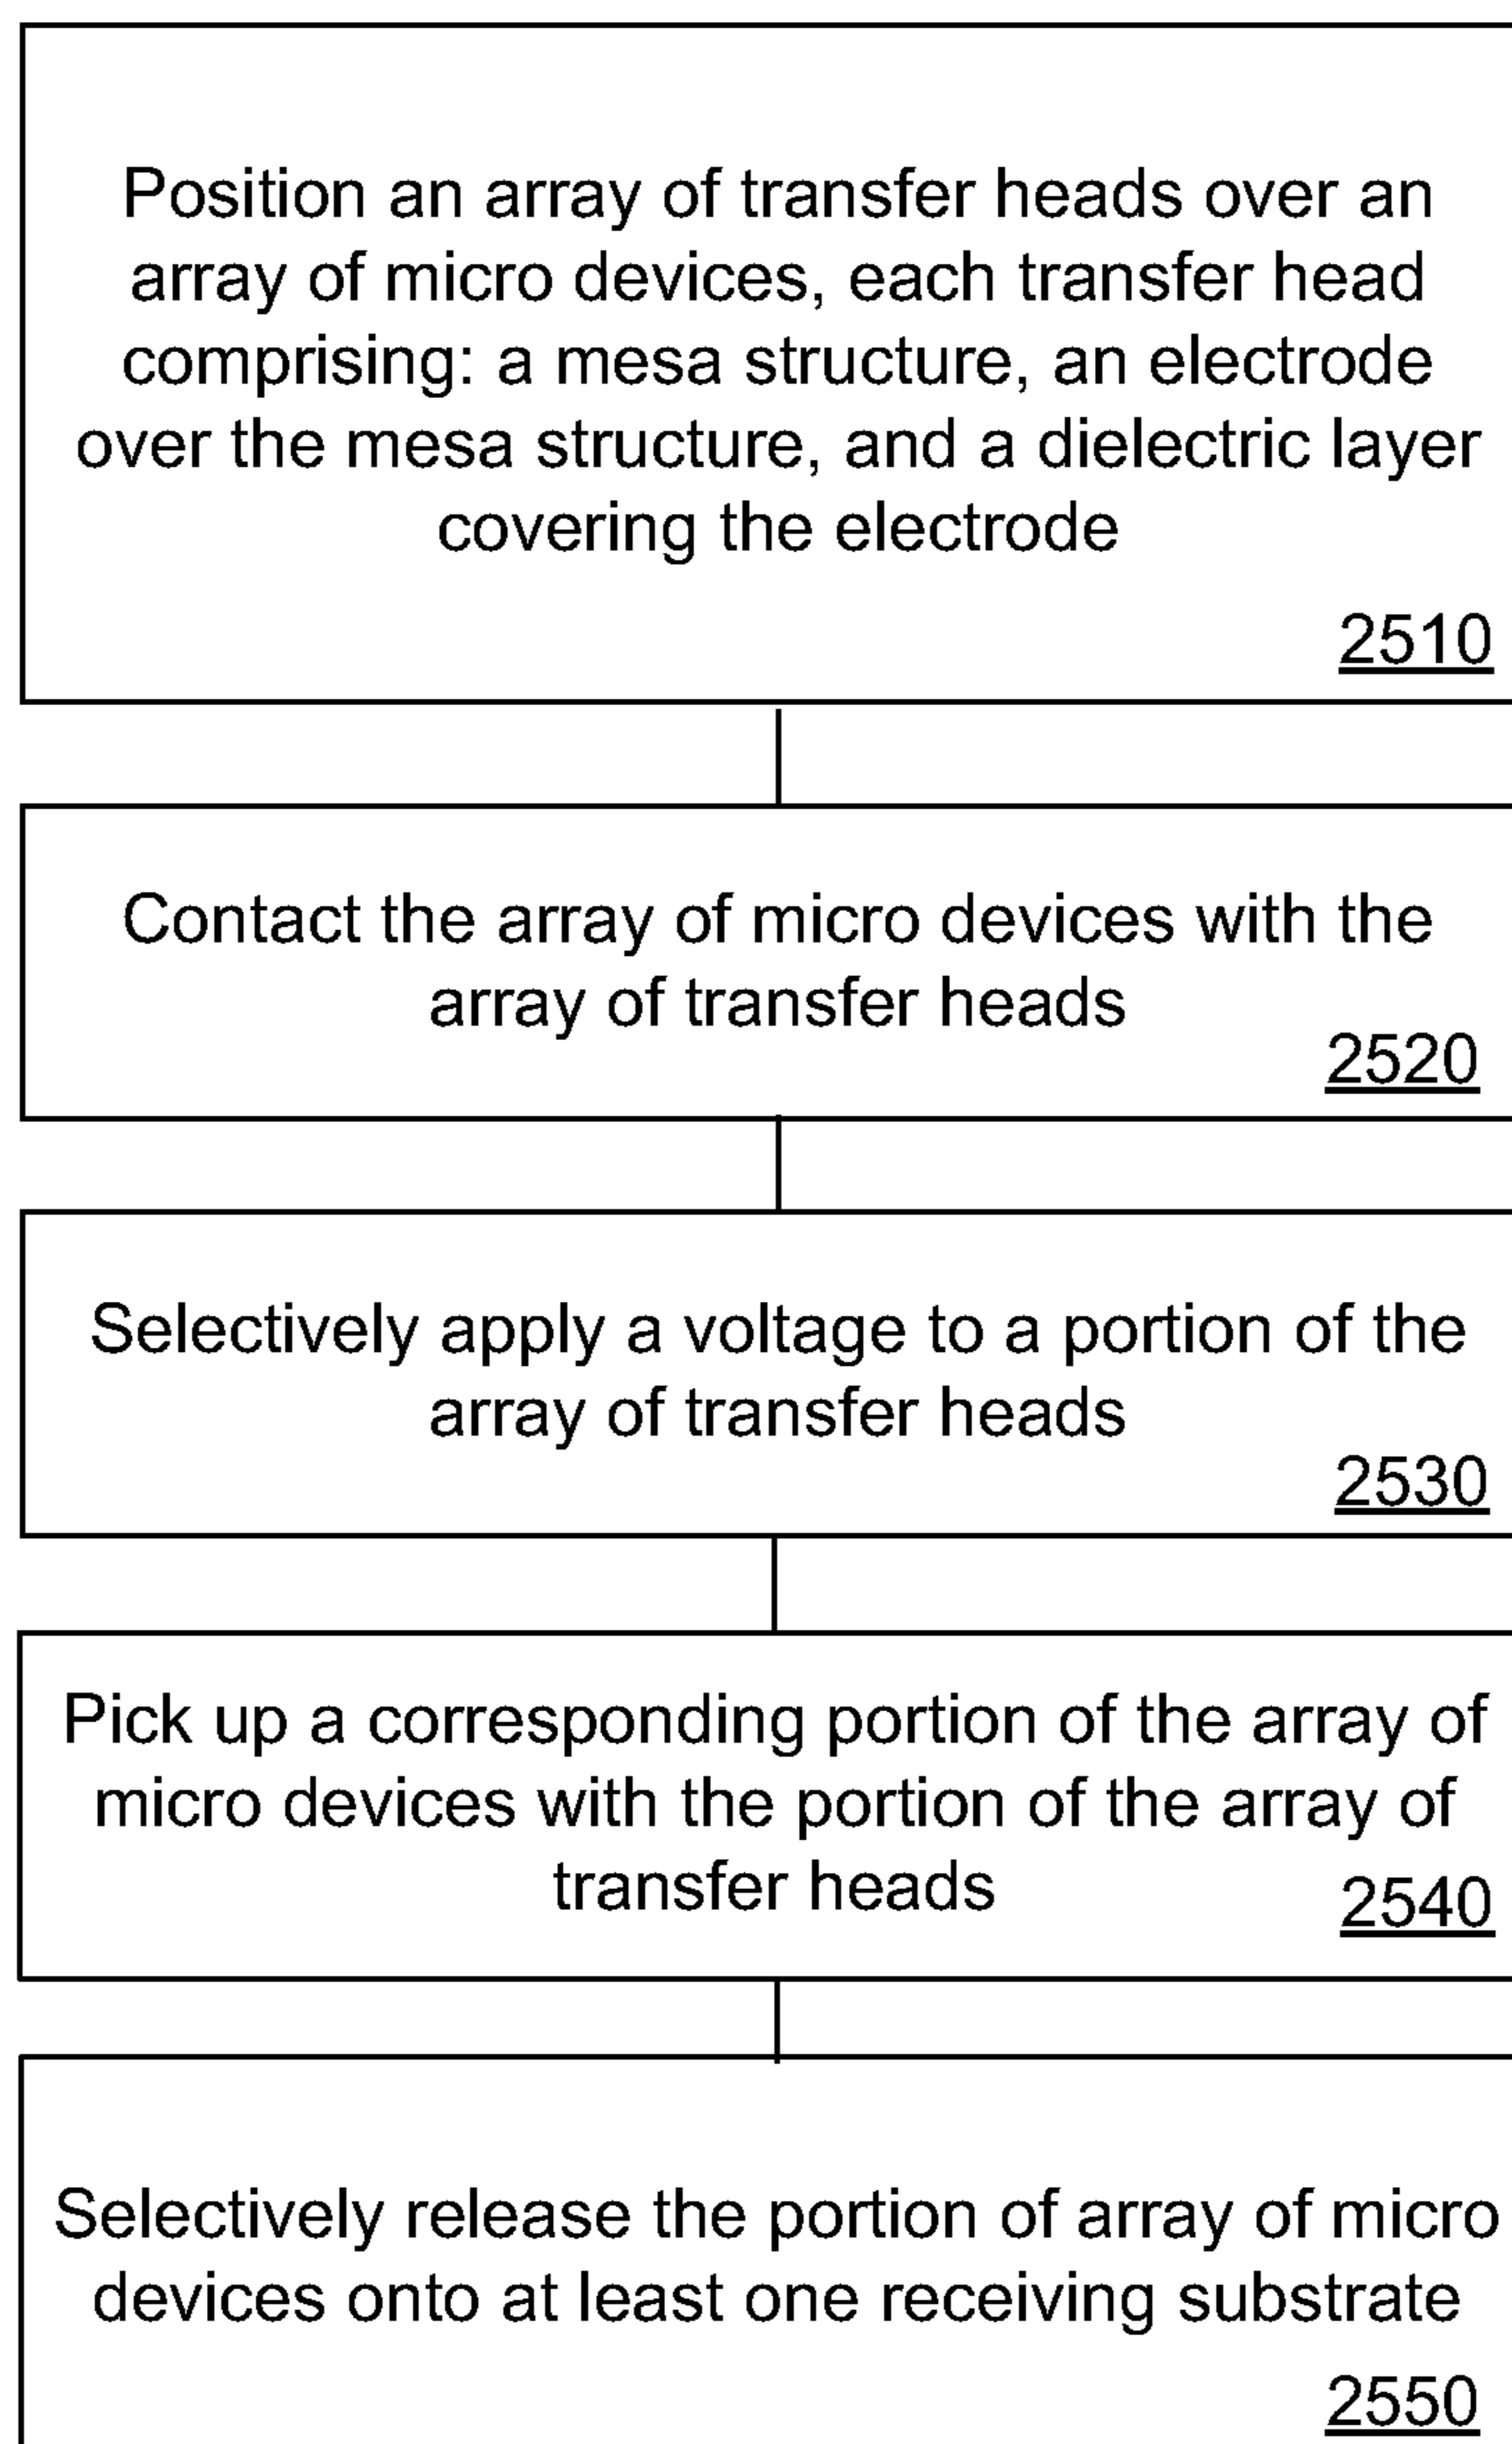 Position an array of transfer heads over an
array of micro devices, each transfer head
comprising: a mesa structure, an electrode
over the mesa structure, and a dielectric layer
covering the electrode
2510
Contact the array of micro devices with the
array of transfer heads
2520
Selectively apply a voltage to a portion of the
array of transfer heads
2530
Pick up a corresponding portion of the array of
micro devices with the portion of the array of
transfer heads
2540
Selectively release the portion of array of micro
devices onto at least one receiving substrate
2550